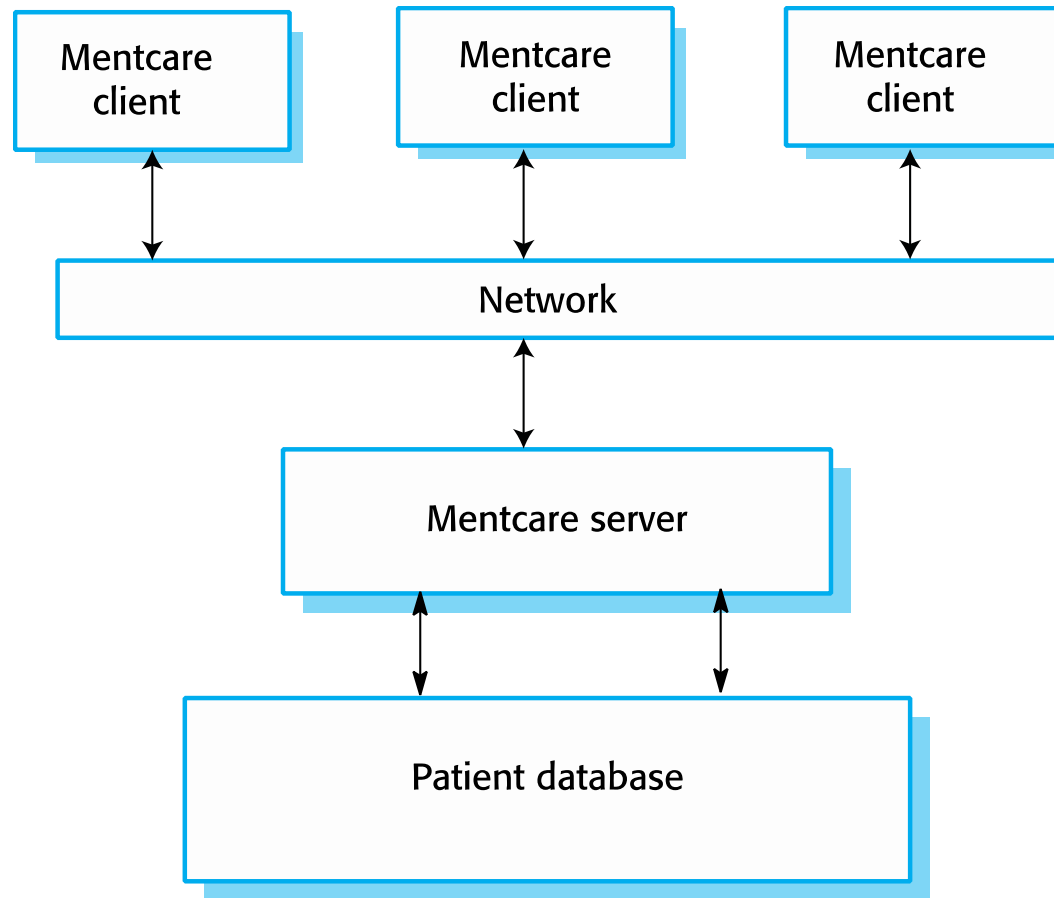 Mentcare
client
Mentcare
client
Mentcare
client
Network
Mentcare server
Patient database